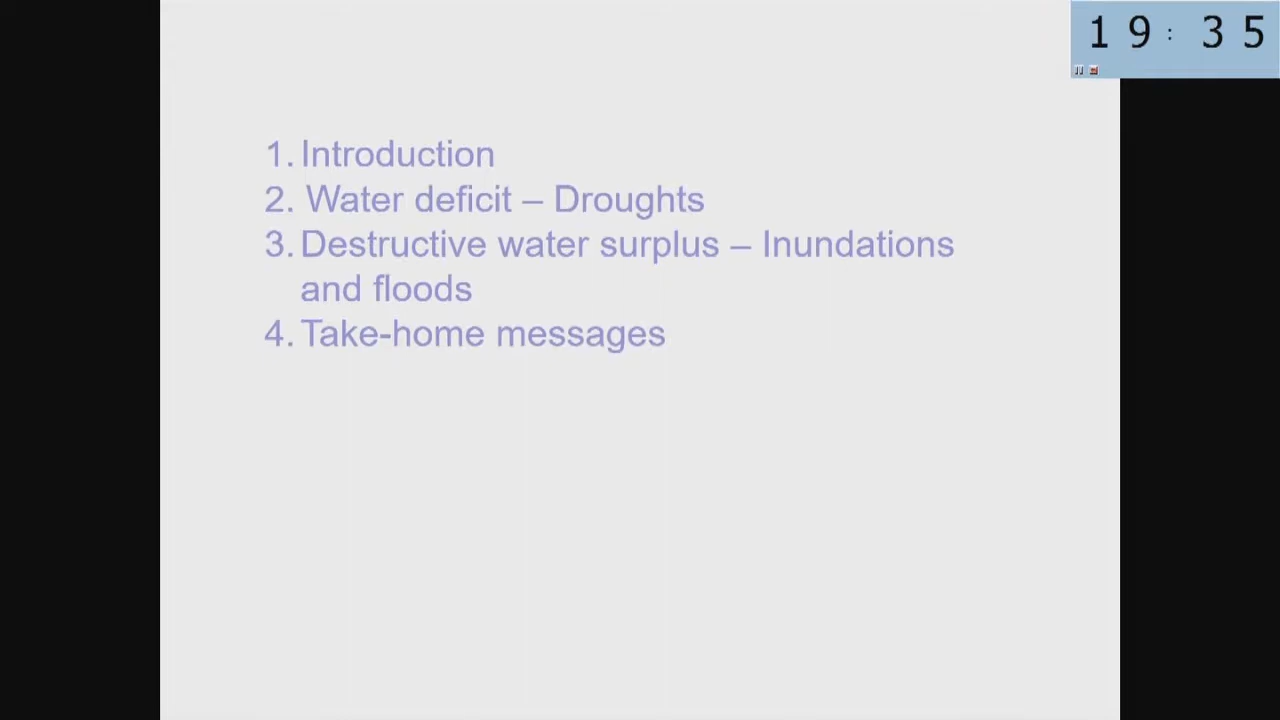 19: 35
1. Introduction
2. Water deficit – Droughts
3. Destructive water surplus – Inundations
and floods
4. Take-home messages